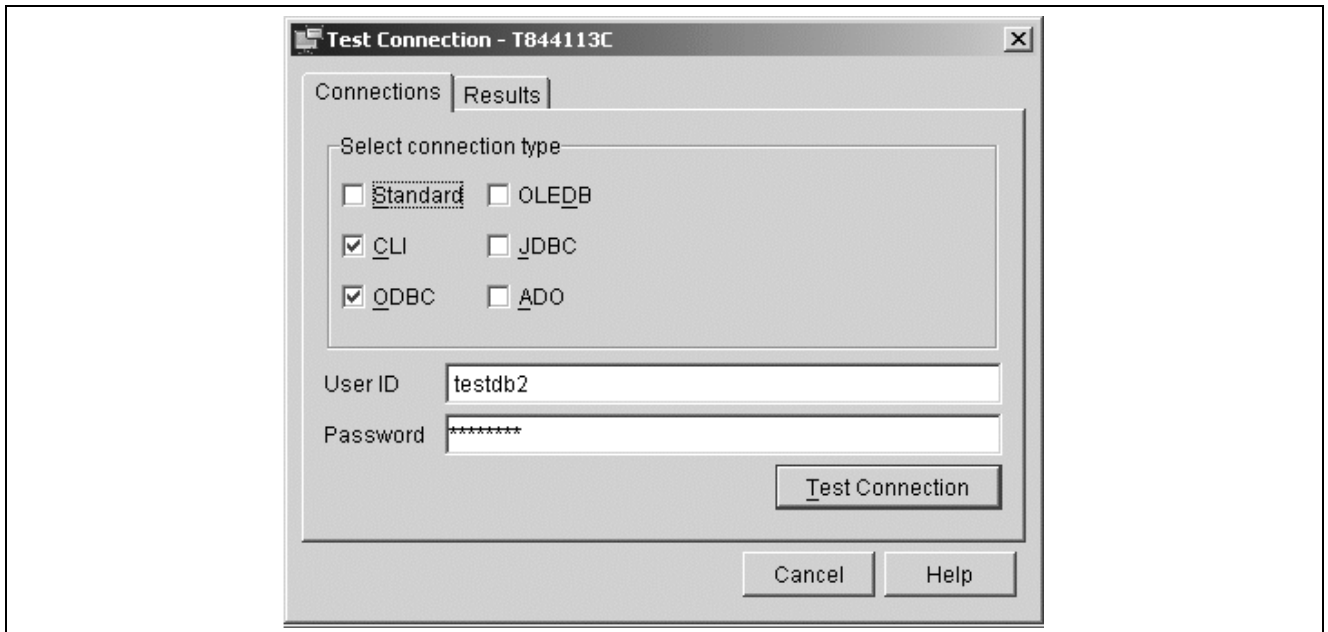 Test Connection - T844113C
Connections Results
Select connection type
Standard OLEDB
CLI JDBC
ODBC ADO
User ID testdb2
Password ********
Test Connection
Cancel Help